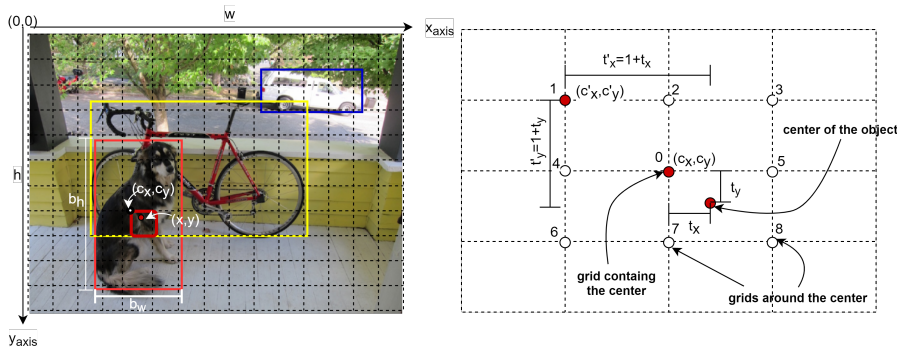 (0,0)
w
x_axis
h
(c_x,c_y)
(x,y)
b_h
b_w
y_axis
t'_x=1+t_x
1
(c'_x,c'_y)
2
3
t'_y=1+t_y
center of the object
4
0
(c_x,c_y)
5
t_y
t_x
6
7
8
grid containg
the center
grids around the center